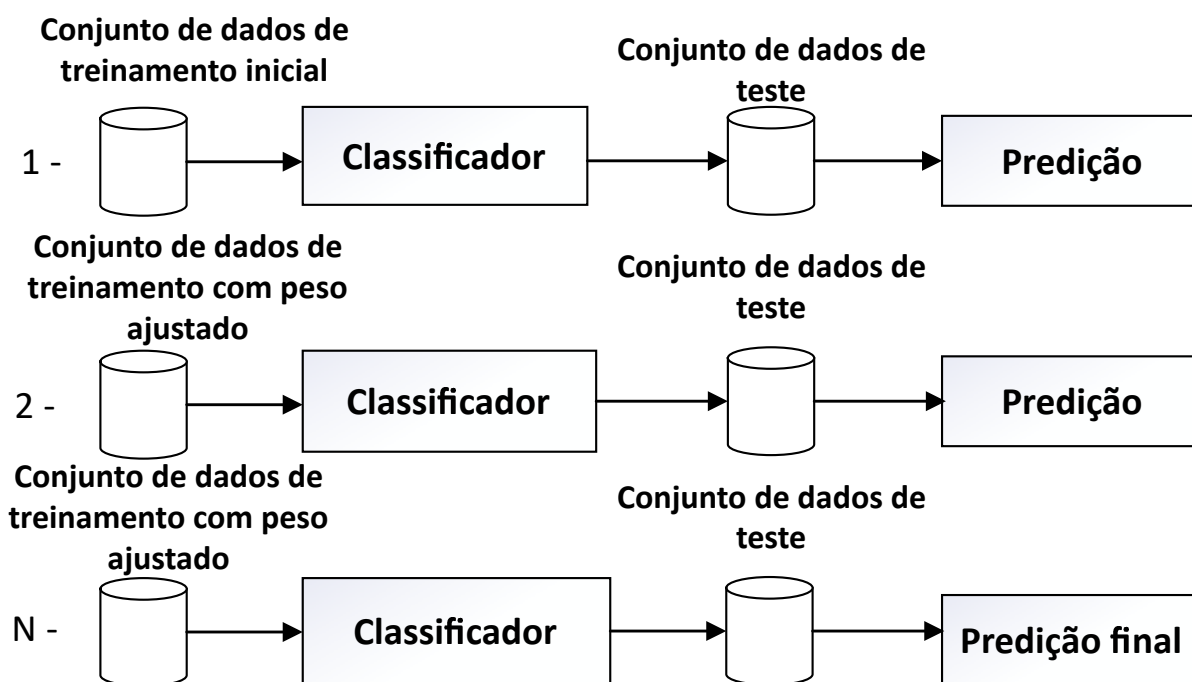 Conjunto de dados de
treinamento inicial
Conjunto de dados de
teste
1 -
Classificador
Predição
Conjunto de dados de
treinamento com peso
ajustado
Conjunto de dados de
teste
2 -
Classificador
Predição
Conjunto de dados de
treinamento com peso
ajustado
Conjunto de dados de
teste
N -
Classificador
Predição final